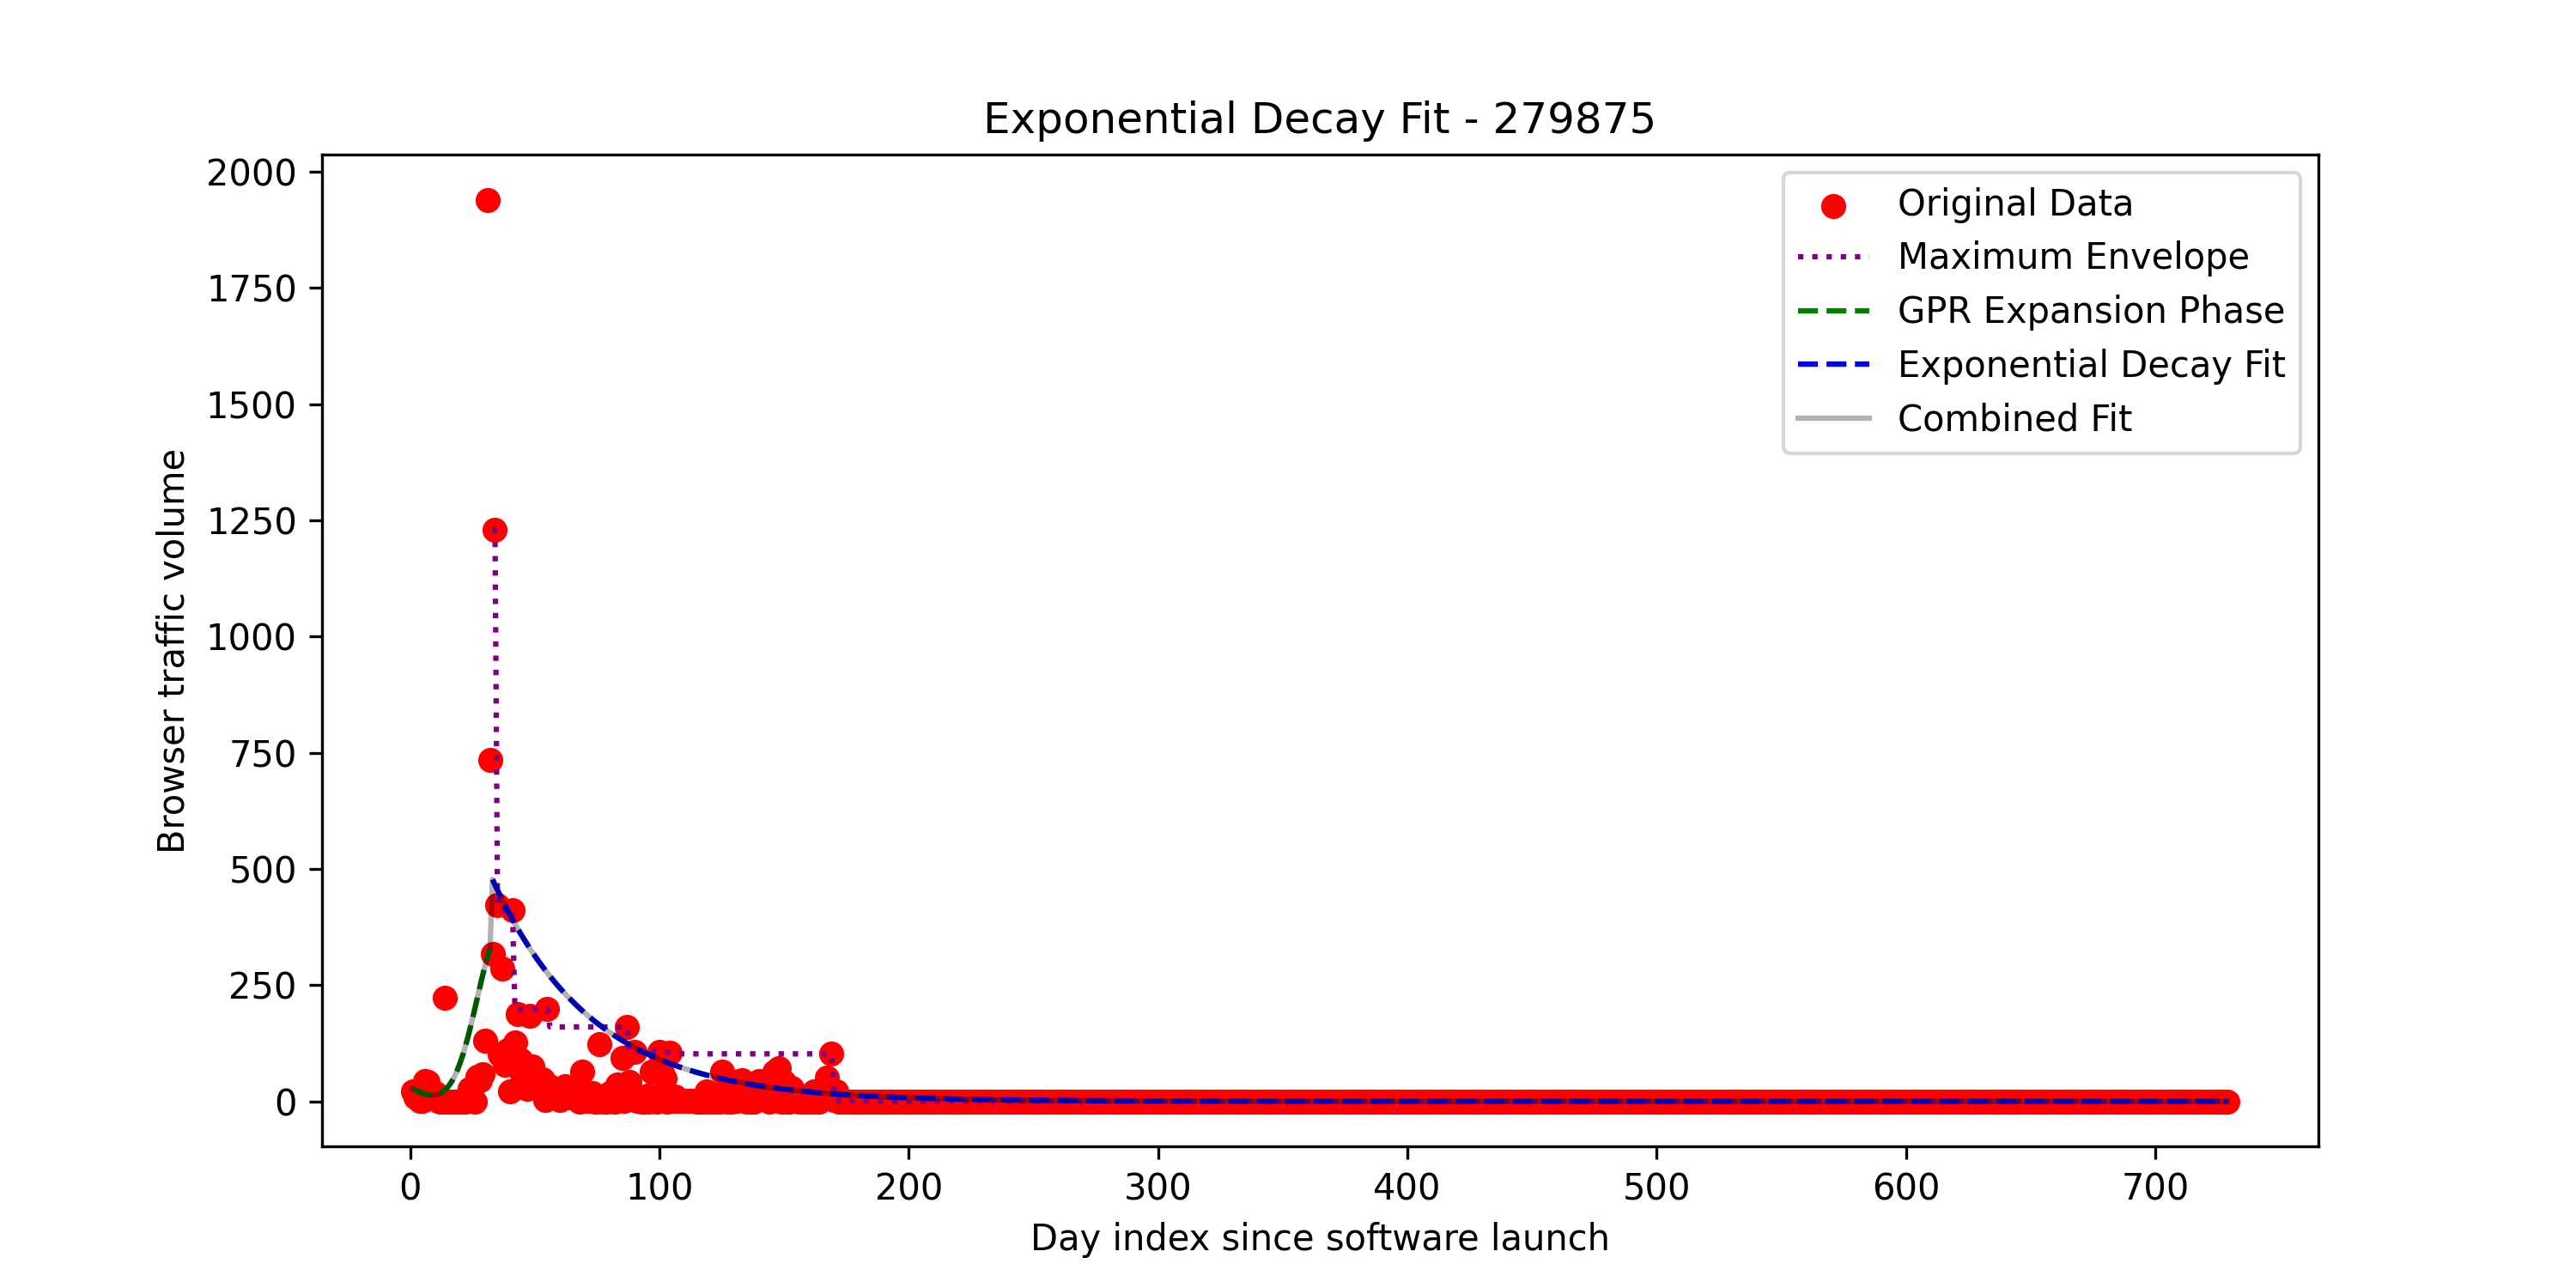 Exponential Decay Fit - 279875
Browser traffic volume
2000
1750
1500
1250
1000
750
500
250
0
Original Data
Maximum Envelope
GPR Expansion Phase
Exponential Decay Fit
Combined Fit
0 100 200 300 400 500 600 700
Day index since software launch